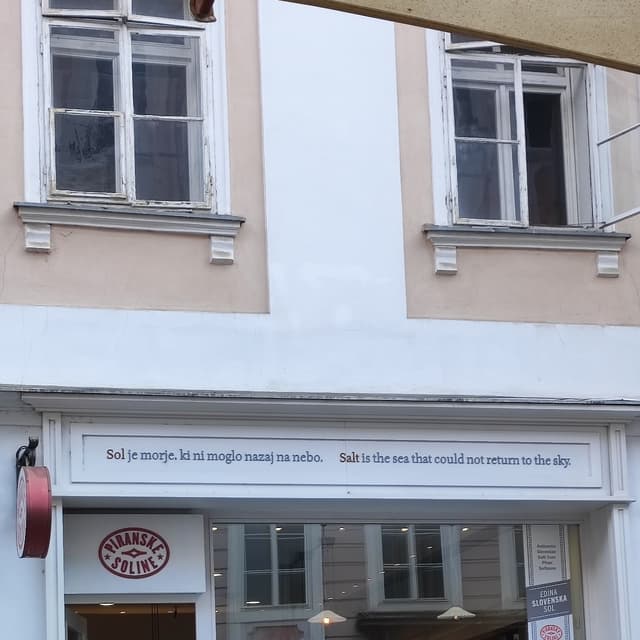 Sol je morje. ki ni moglo nazaj na nebo. Salt is the sea that could not return to the sky.
PIRANSKE
SOLINE
EDINA
SLOVENSKA
SOL